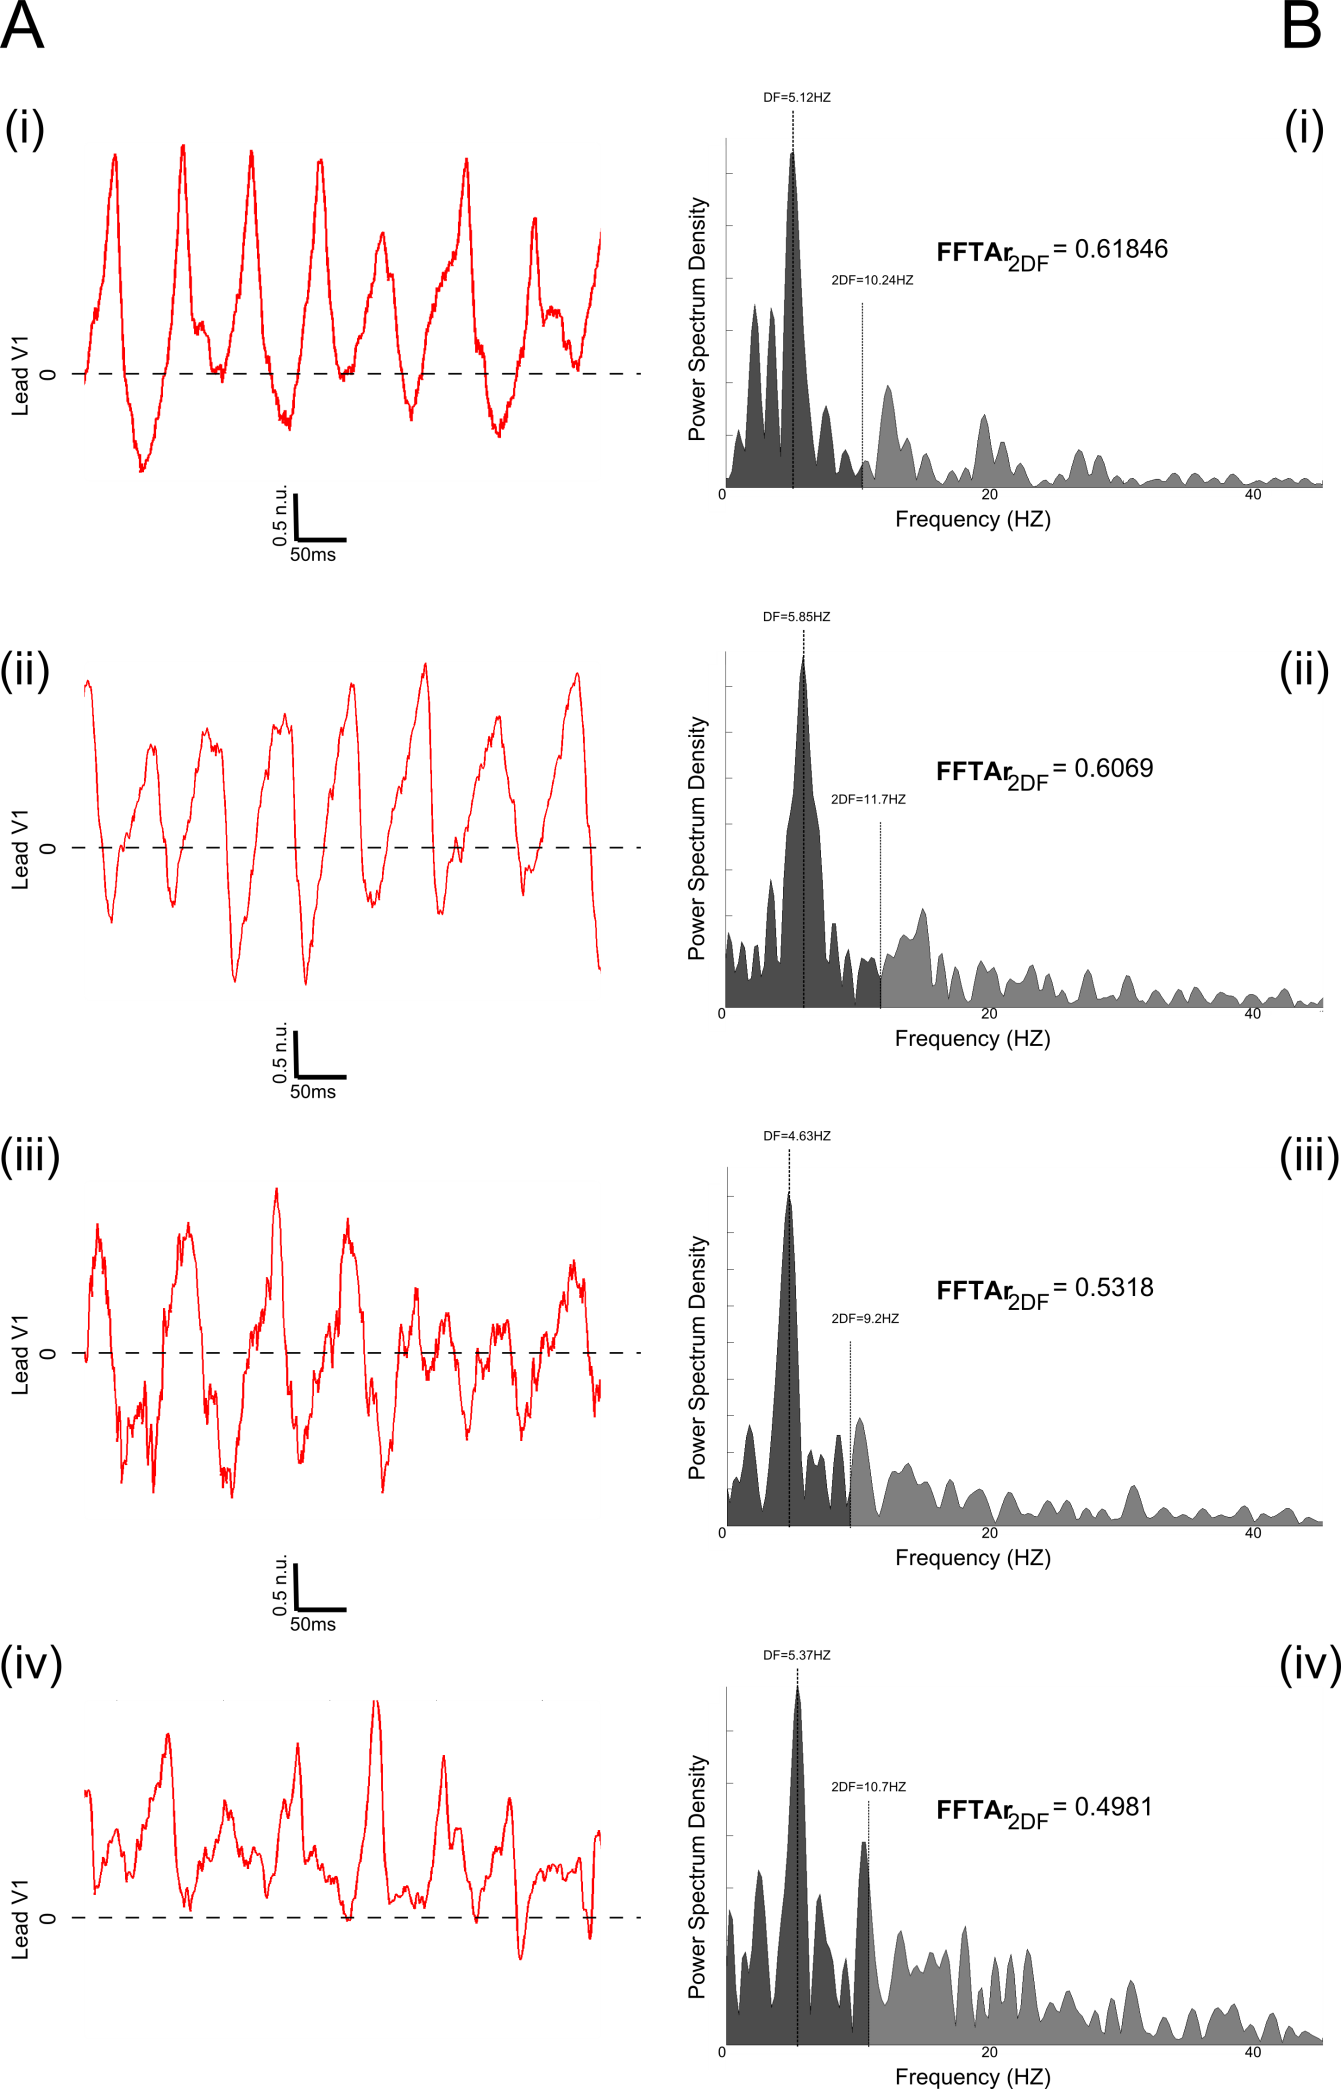 A
B
(i)
(i)
Lead V1
0
0.5 n.u.
50ms
DF=5.12HZ
2DF=10.24HZ
FFTAr2DF = 0.61846
Power Spectrum Density
0
20
40
Frequency (HZ)
(ii)
(ii)
Lead V1
0
0.5 n.u.
50ms
DF=5.85HZ
2DF=11.7HZ
FFTAr2DF = 0.6069
Power Spectrum Density
0
20
40
Frequency (HZ)
(iii)
(iii)
Lead V1
0
0.5 n.u.
50ms
DF=4.63HZ
2DF=9.2HZ
FFTAr2DF = 0.5318
Power Spectrum Density
0
20
40
Frequency (HZ)
(iv)
(iv)
Lead V1
0
DF=5.37HZ
2DF=10.7HZ
FFTAr2DF = 0.4981
Power Spectrum Density
0
20
40
Frequency (HZ)